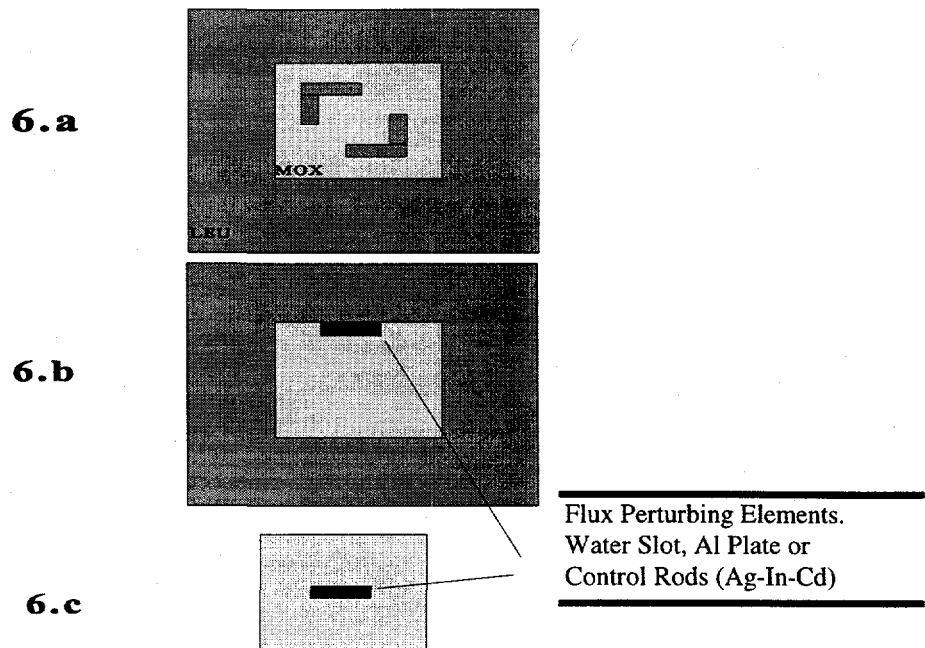 6.a
MOX
LEU
6.b
Flux Perturbing Elements.
Water Slot, Al Plate or
Control Rods (Ag-In-Cd)
6.c